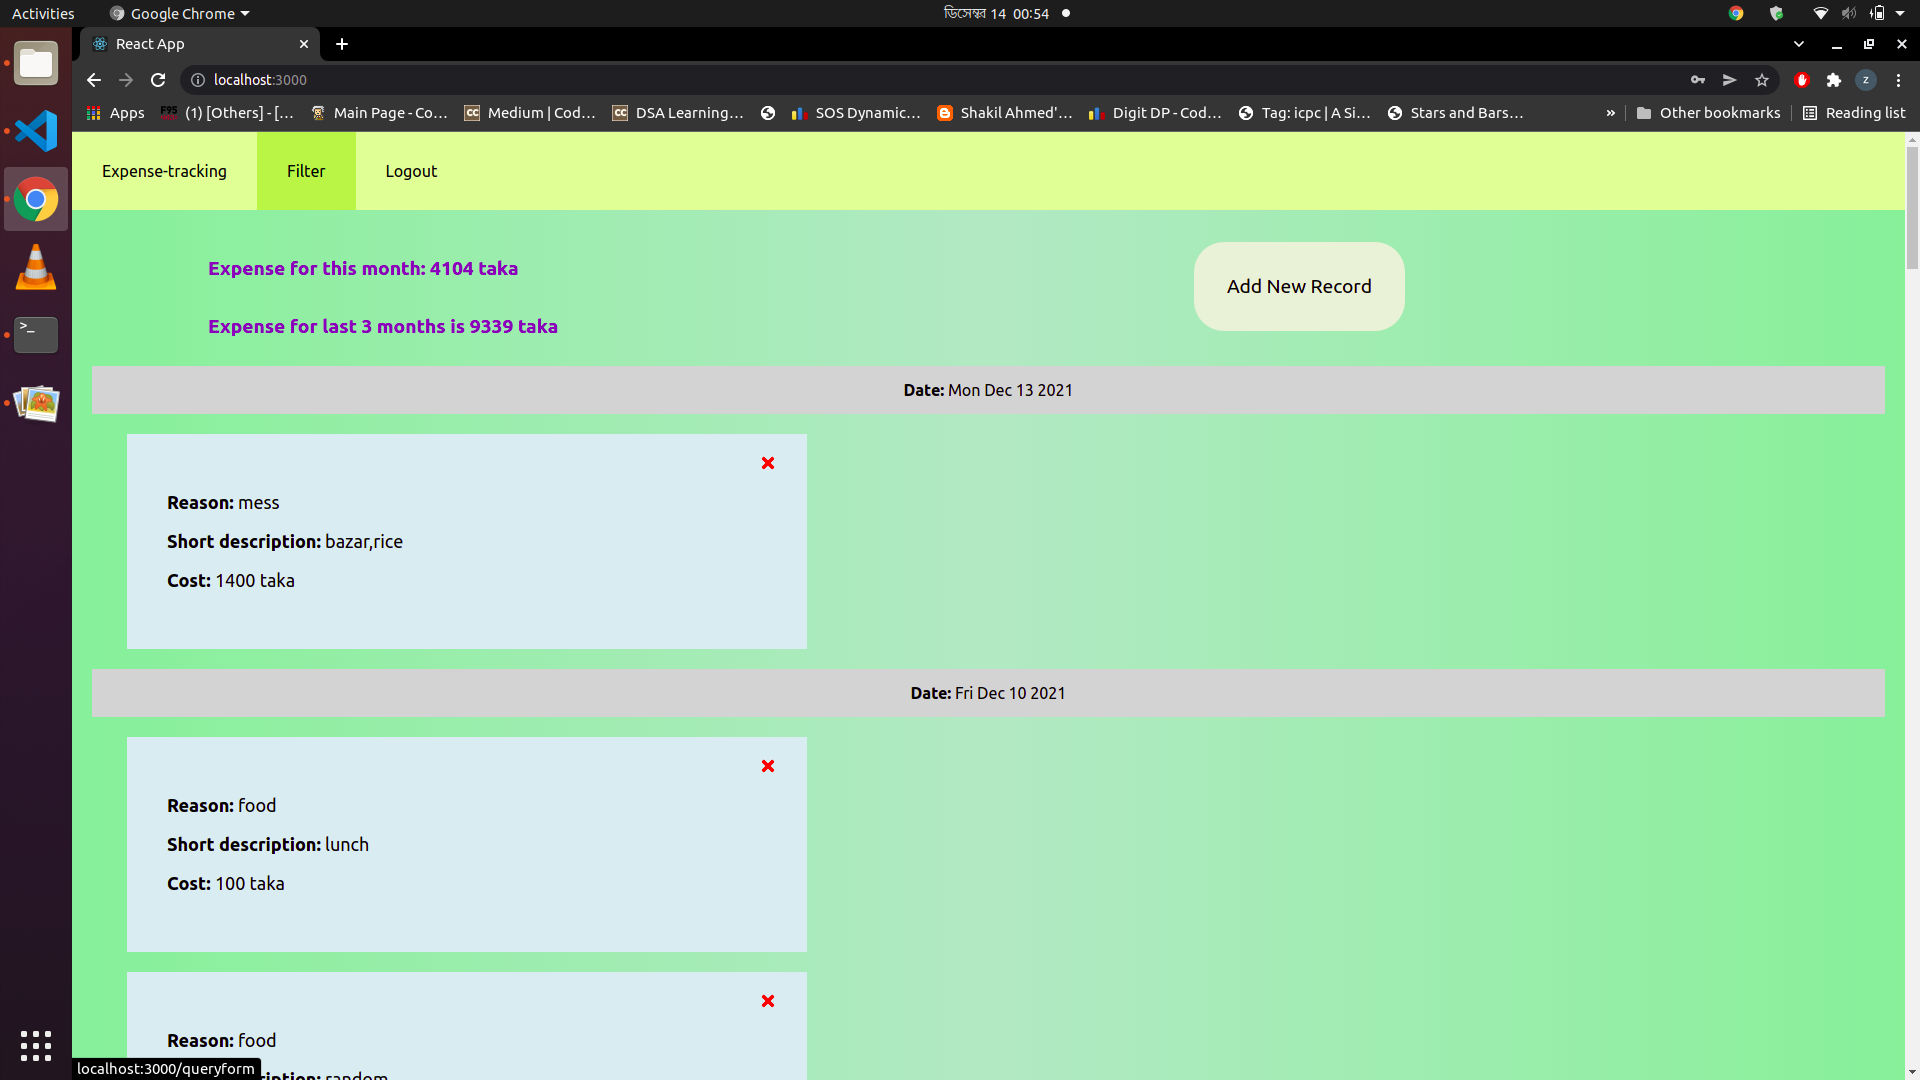 Activities
Google Chrome
ডিসেম্বর 14 00:54
React App
localhost:3000
z
Apps
F95
(1) [Others] - [...
Main Page - Co...
CC
Medium | Cod...
CC
DSA Learning...
SOS Dynamic...
Shakil Ahmed'...
Digit DP - Cod...
Tag: icpc | A Si...
Stars and Bars...
»
Other bookmarks
Reading list
Expense-tracking
Filter
Logout
Expense for this month: 4104 taka
Expense for last 3 months is 9339 taka
Add New Record
Date: Mon Dec 13 2021
Reason: mess
Short description: bazar,rice
Cost: 1400 taka
Date: Fri Dec 10 2021
Reason: food
Short description: lunch
Cost: 100 taka
Reason: food
random
localhost:3000/queryform